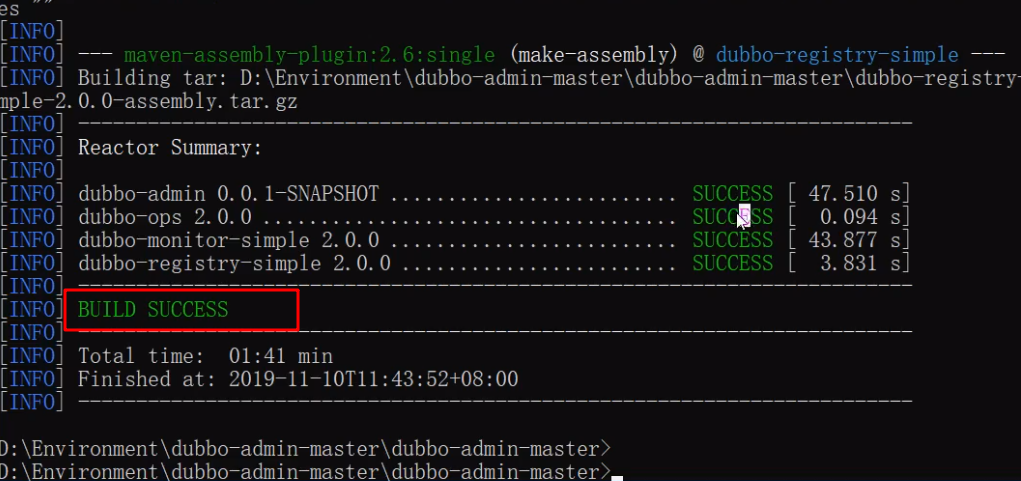 es ""
[INFO]
[INFO] --- maven-assembly-plugin:2.6:single (make-assembly) @ dubbo-registry-simple ---
[INFO] Building tar: D:\Environment\dubbo-admin-master\dubbo-admin-master\dubbo-registry-
mple-2.0.0-assembly.tar.gz
[INFO] ------------------------------------------------------------------------
[INFO] Reactor Summary:
[INFO]
[INFO] dubbo-admin 0.0.1-SNAPSHOT ......................... SUCCESS [ 47.510 s]
[INFO] dubbo-ops 2.0.0 .................................... SUCCESS [  0.094 s]
[INFO] dubbo-monitor-simple 2.0.0 ......................... SUCCESS [ 43.877 s]
[INFO] dubbo-registry-simple 2.0.0 ........................ SUCCESS [  3.831 s]
[INFO] ------------------------------------------------------------------------
[INFO] BUILD SUCCESS
[INFO] ------------------------------------------------------------------------
[INFO] Total time:  01:41 min
[INFO] Finished at: 2019-11-10T11:43:52+08:00
[INFO] ------------------------------------------------------------------------
D:\Environment\dubbo-admin-master\dubbo-admin-master>
D:\Environment\dubbo-admin-master\dubbo-admin-master>